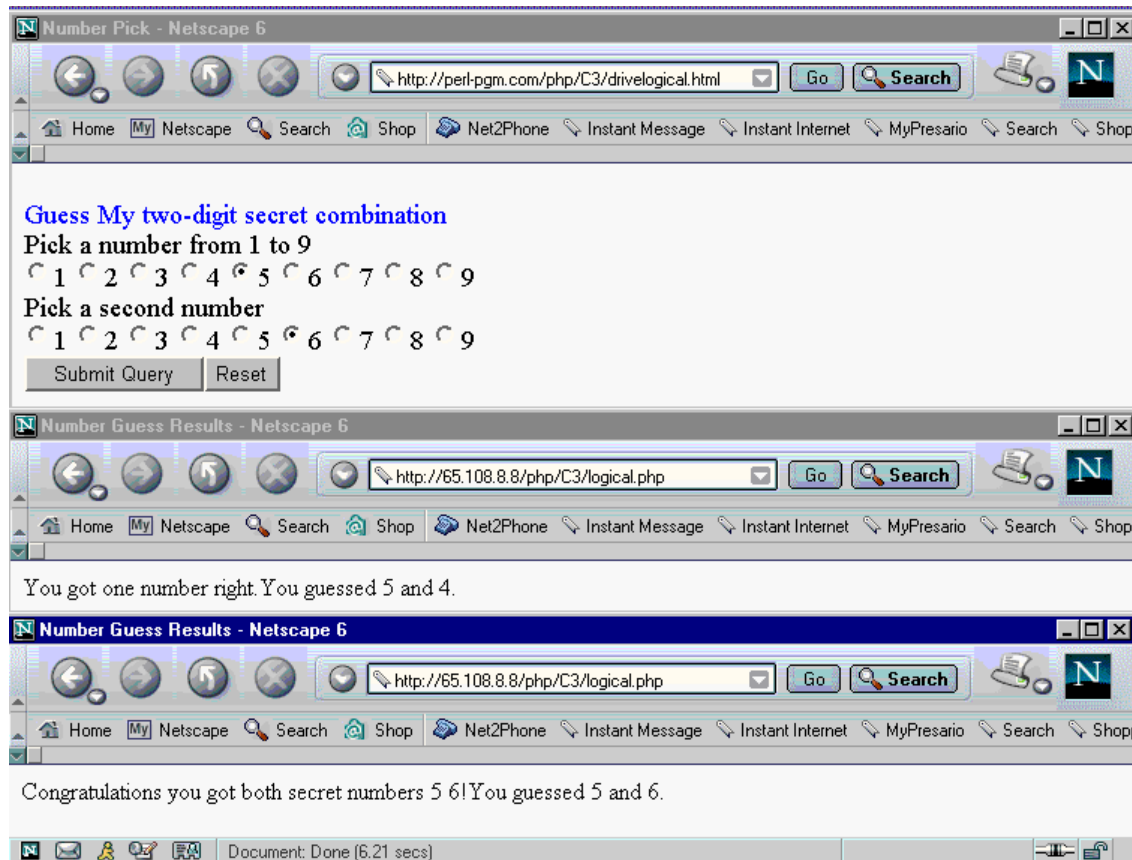 N Number Pick - Netscape 6
http://perl-pgm.com/php/C3/drivelogical.html Go Search N
Home My Netscape Search Shop Net2Phone Instant Message Instant Internet MyPresario Search Shop
Guess My two-digit secret combination
Pick a number from 1 to 9
1 2 3 4 5 6 7 8 9
Pick a second number
1 2 3 4 5 6 7 8 9
Submit Query Reset
N Number Guess Results - Netscape 6
http://65.108.8.8/php/C3/logical.php Go Search N
Home My Netscape Search Shop Net2Phone Instant Message Instant Internet MyPresario Search Shop
You got one number right. You guessed 5 and 4.
N Number Guess Results - Netscape 6
http://65.108.8.8/php/C3/logical.php Go Search N
Home My Netscape Search Shop Net2Phone Instant Message Instant Internet MyPresario Search Shop
Congratulations you got both secret numbers 5 6!You guessed 5 and 6.
N Document: Done (6.21 secs)